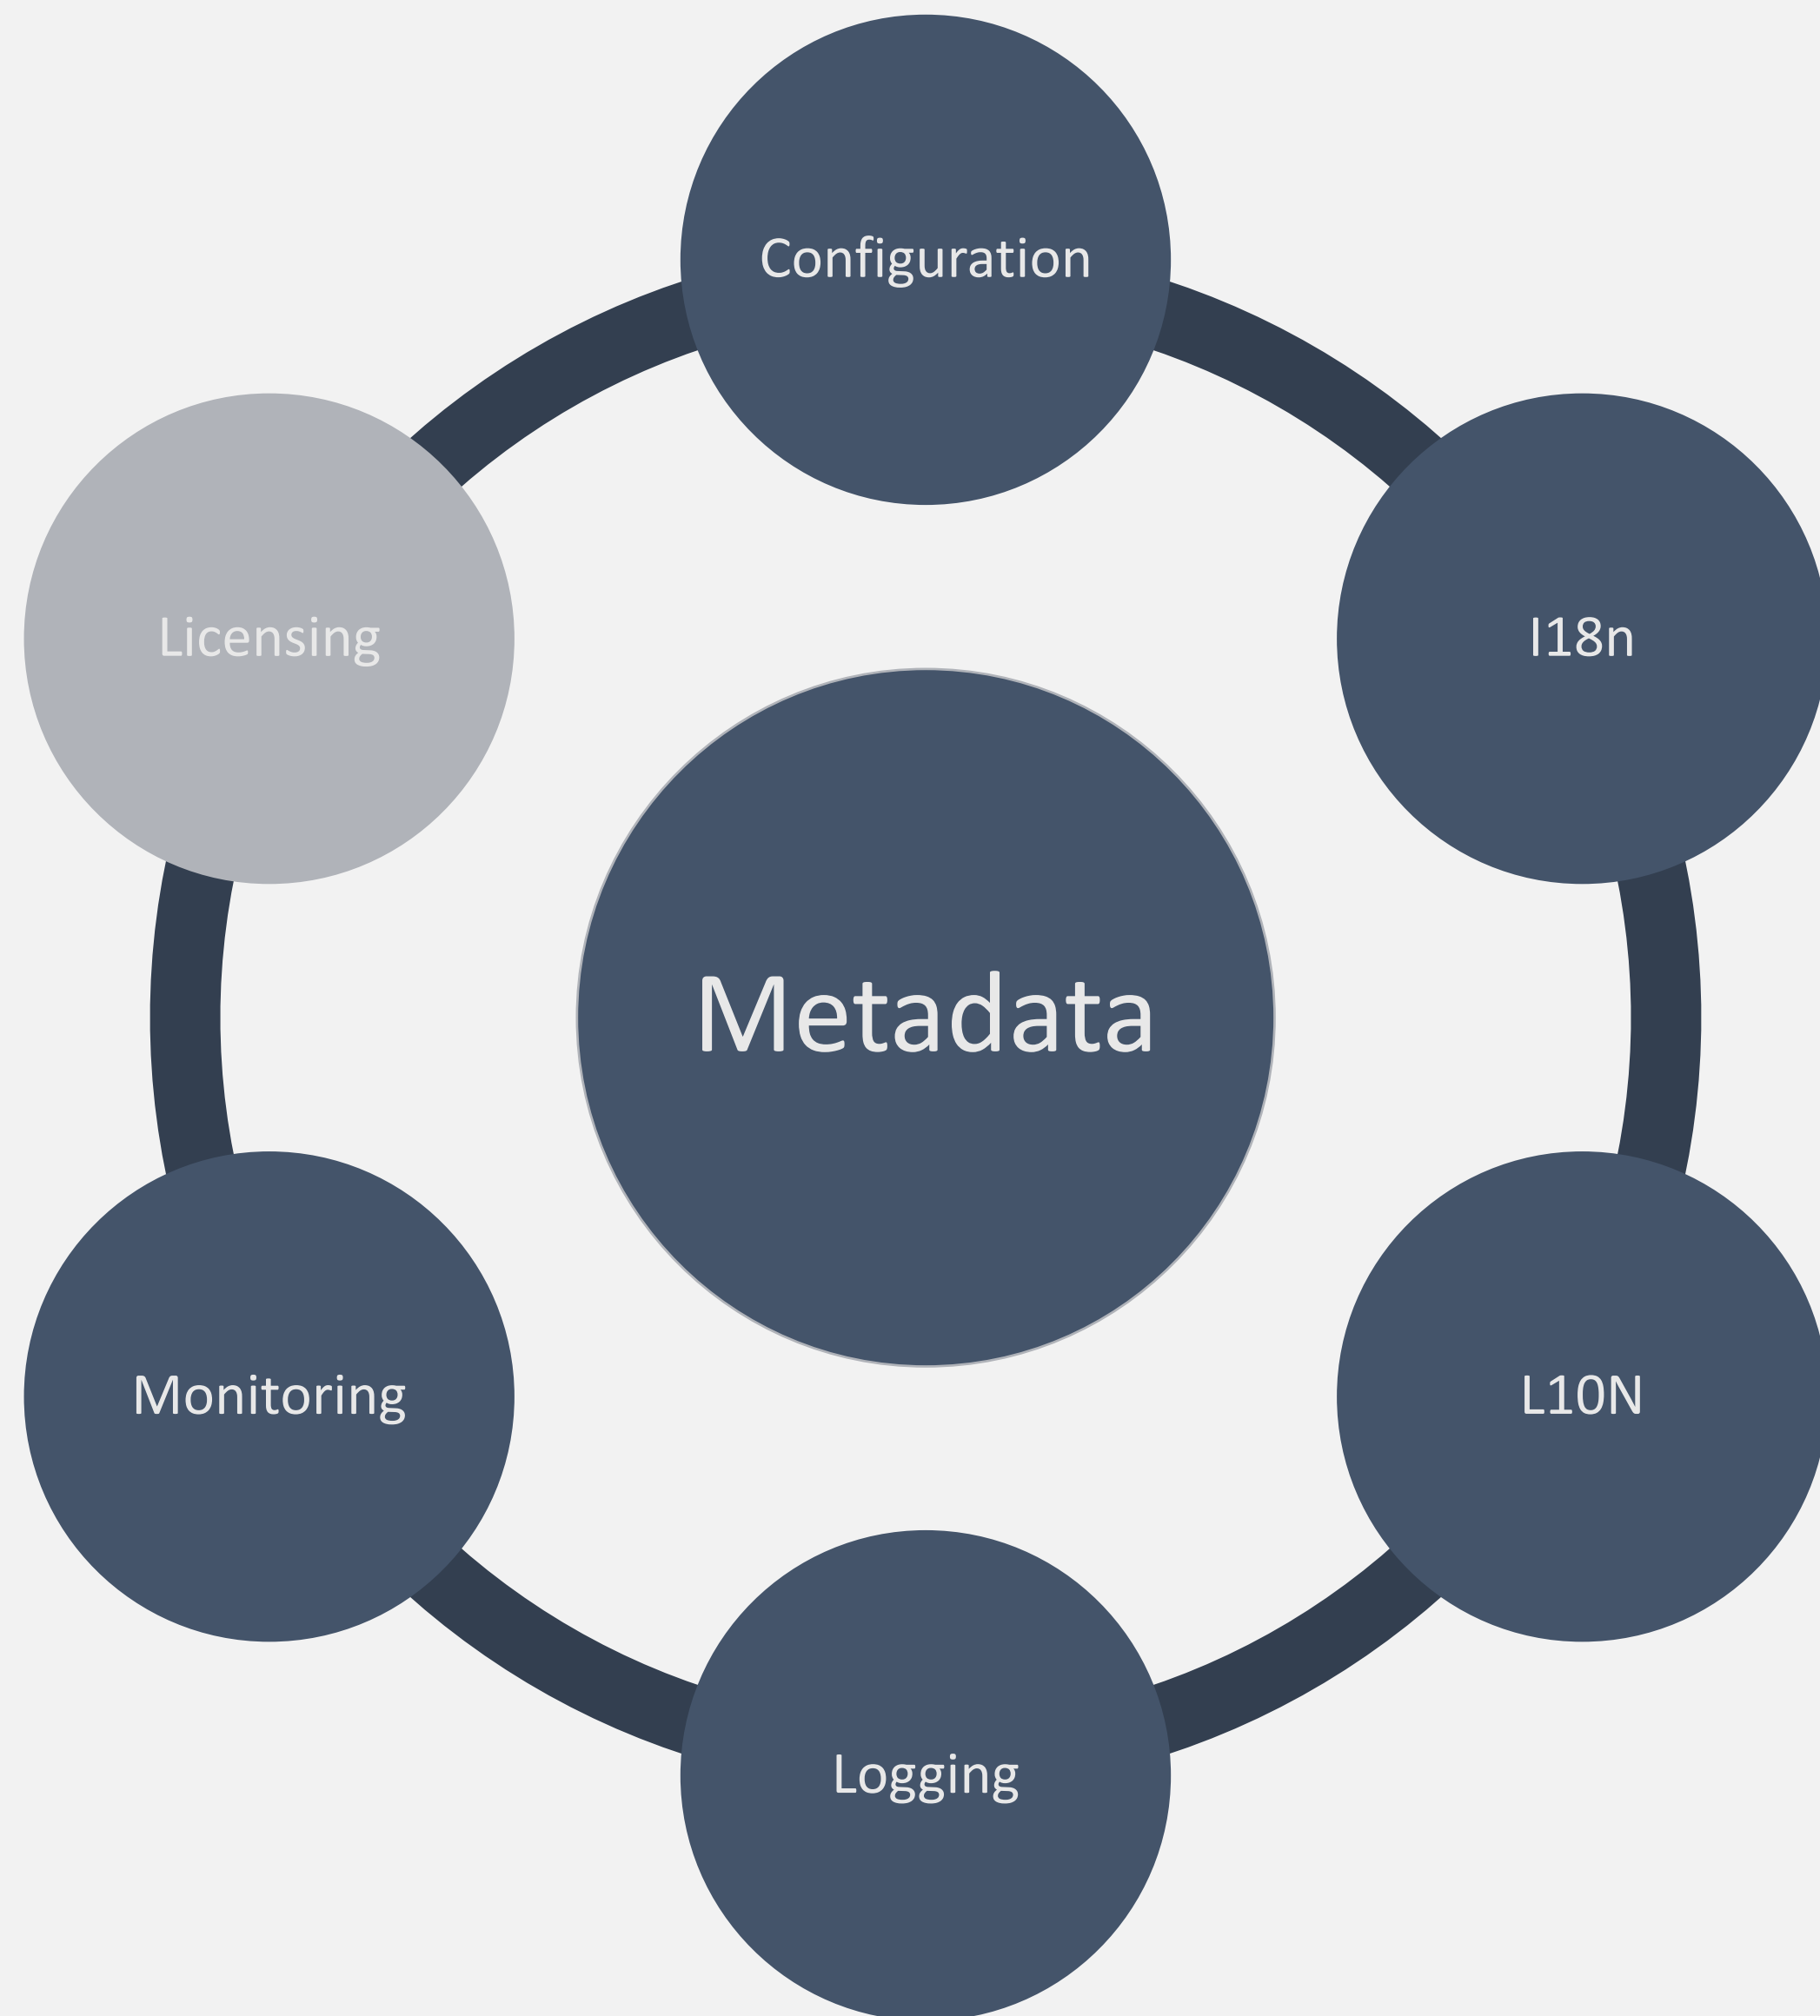 Configuration
Licensing
I18n
Metadata
Monitoring
L10N
Logging